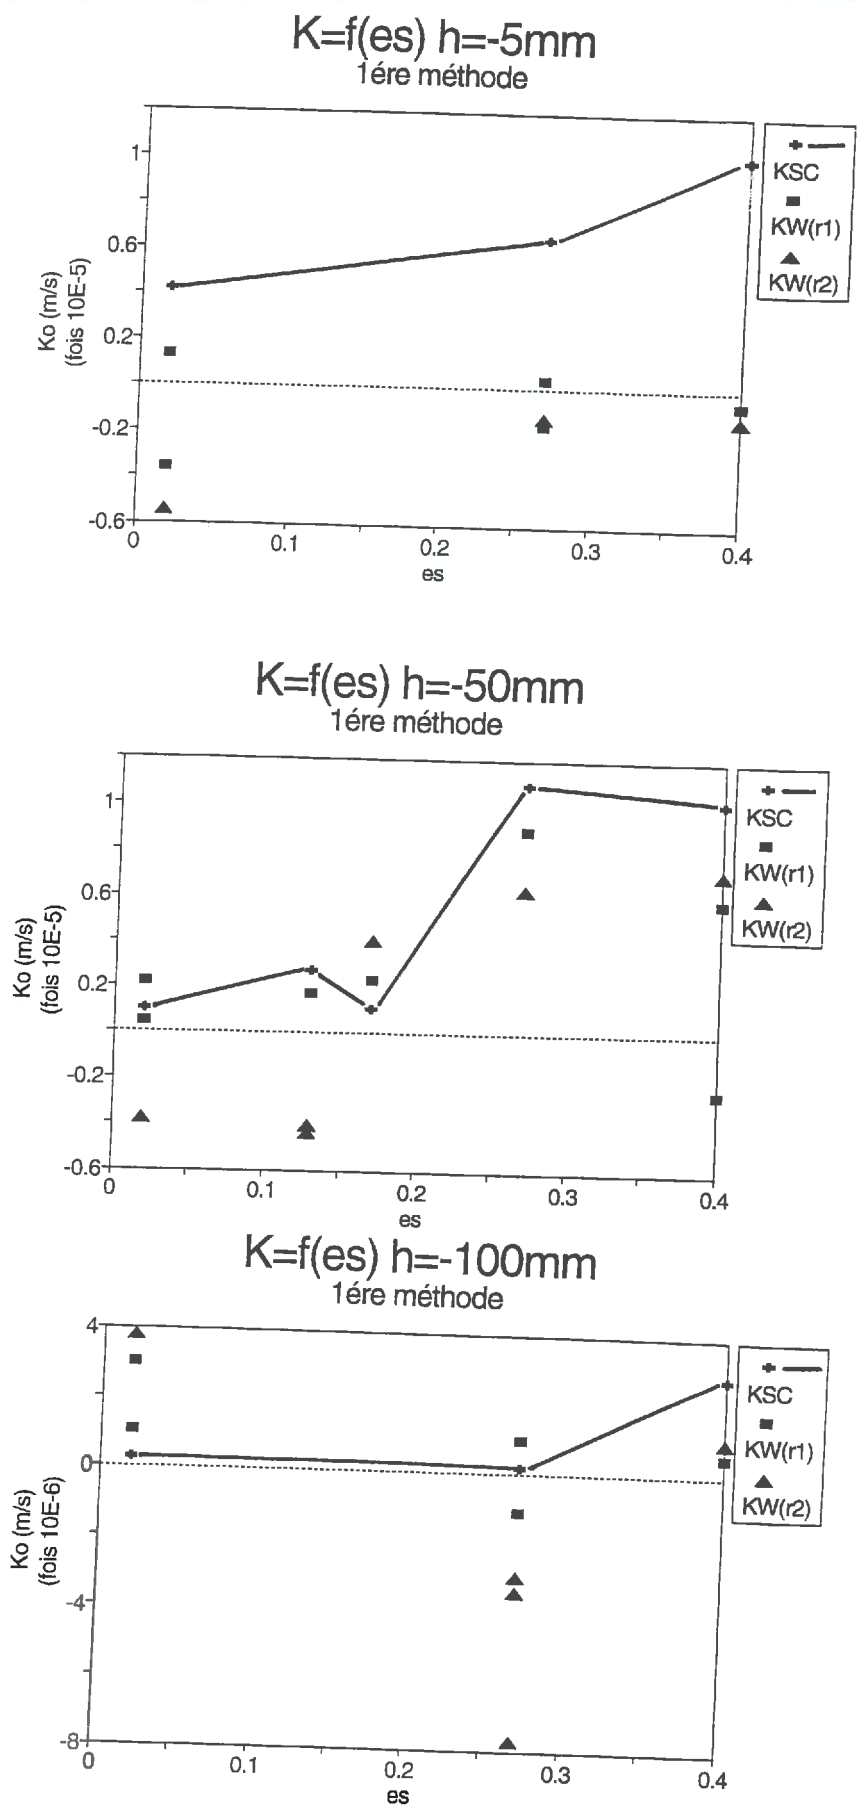 K=f(es) h=-5mm
1ére méthode
1
0.6
0.2
-0.2
-0.6
Ko (m/s)
(fois 10E-5)
0 0.1 0.2 0.3 0.4
es
KSC
KW(r1)
KW(r2)
K=f(es) h=-50mm
1ére méthode
1
0.6
0.2
-0.2
-0.6
Ko (m/s)
(fois 10E-5)
0 0.1 0.2 0.3 0.4
es
KSC
KW(r1)
KW(r2)
K=f(es) h=-100mm
1ére méthode
4
0
-4
-8
Ko (m/s)
(fois 10E-6)
0 0.1 0.2 0.3 0.4
es
KSC
KW(r1)
KW(r2)